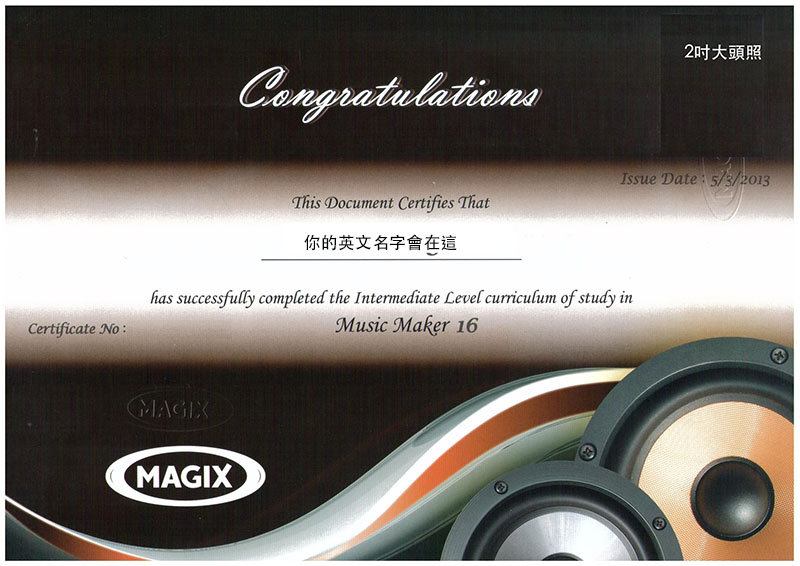 2吋大頭照
Congratulations
Issue Date : 5/3/2013
This Document Certifies That
你的英文名字會在這
has successfully completed the Intermediate Level curriculum of study in
Certificate No :
Music Maker 16
MAGIX
MAGIX